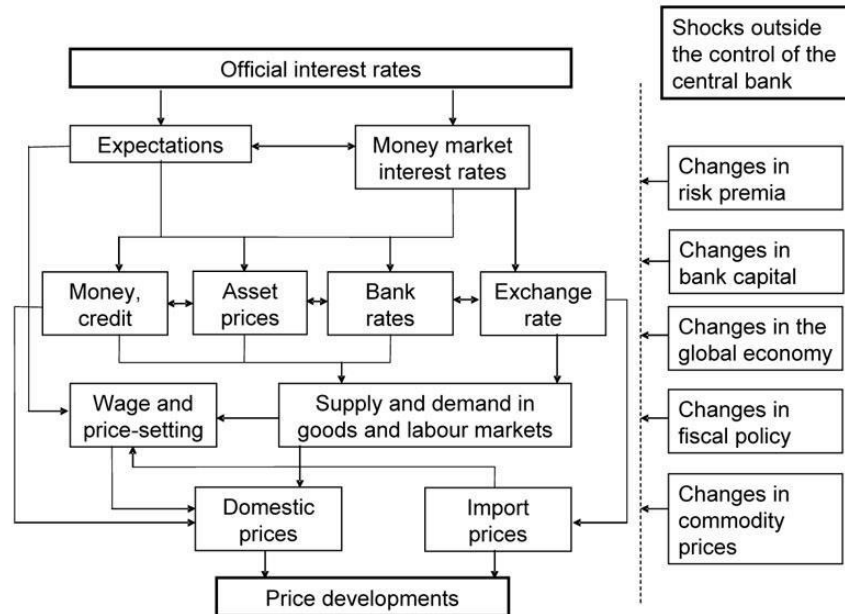 Official interest rates
Shocks outside
the control of the
central bank
Expectations
Money market
interest rates
Changes in
risk premia
Money,
credit
Asset
prices
Bank
rates
Exchange
rate
Changes in
bank capital
Changes in the
global economy
Wage and
price-setting
Supply and demand in
goods and labour markets
Changes in
fiscal policy
Domestic
prices
Import
prices
Changes in
commodity
prices
Price developments